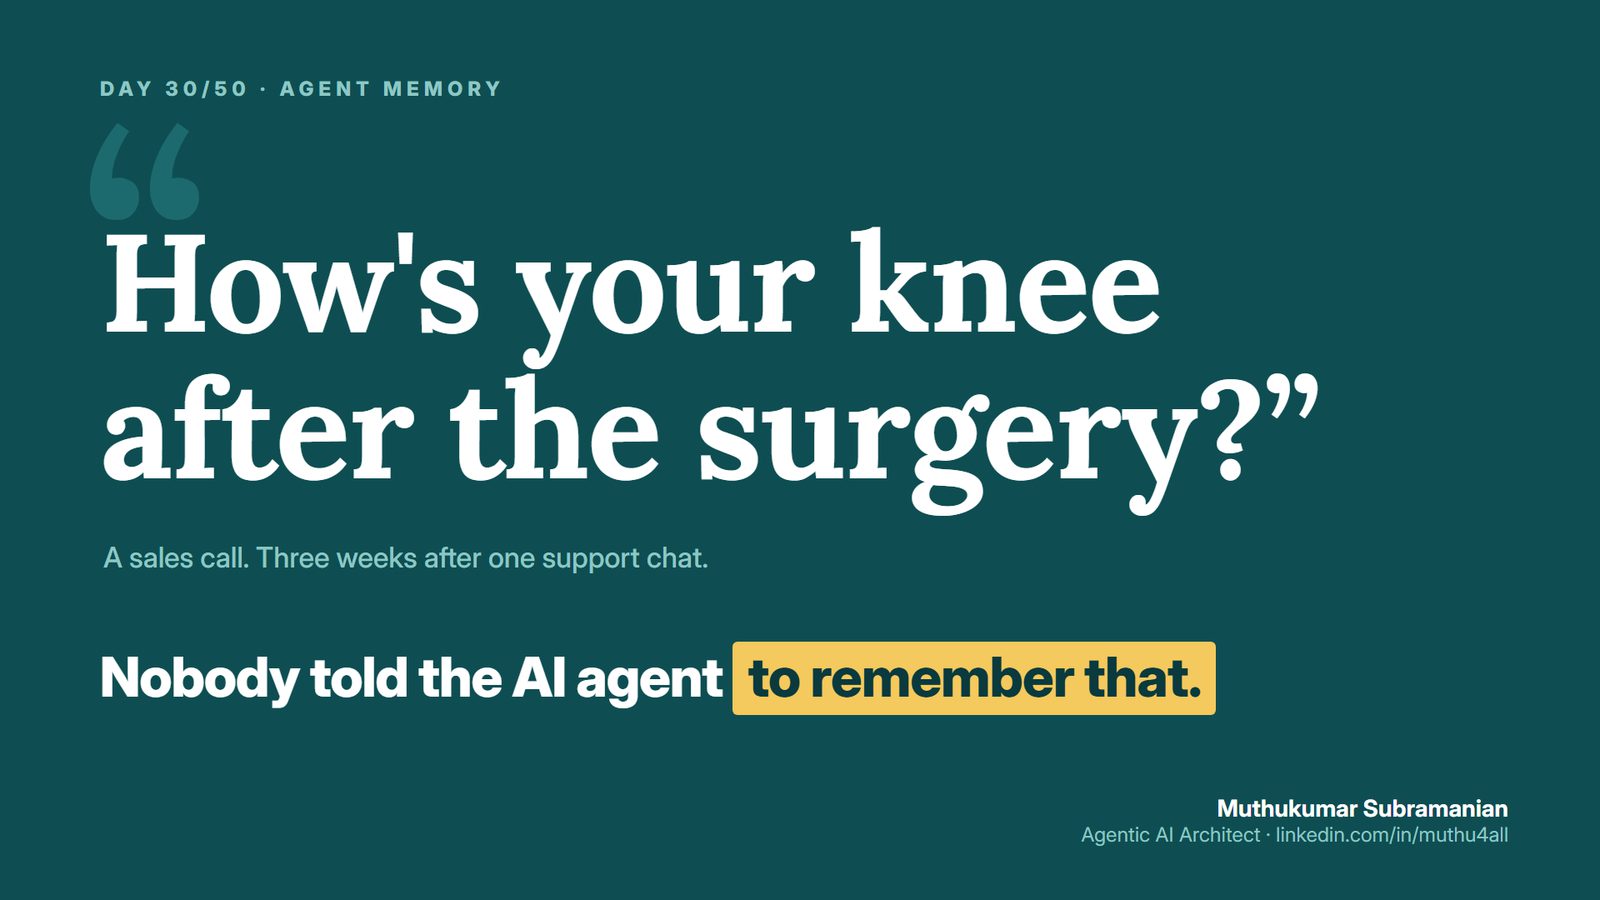 DAY 30/50 · AGENT MEMORY
“How's your knee
after the surgery?”
A sales call. Three weeks after one support chat.
Nobody told the AI agent to remember that.
Muthukumar Subramanian
Agentic AI Architect · linkedin.com/in/muthu4all